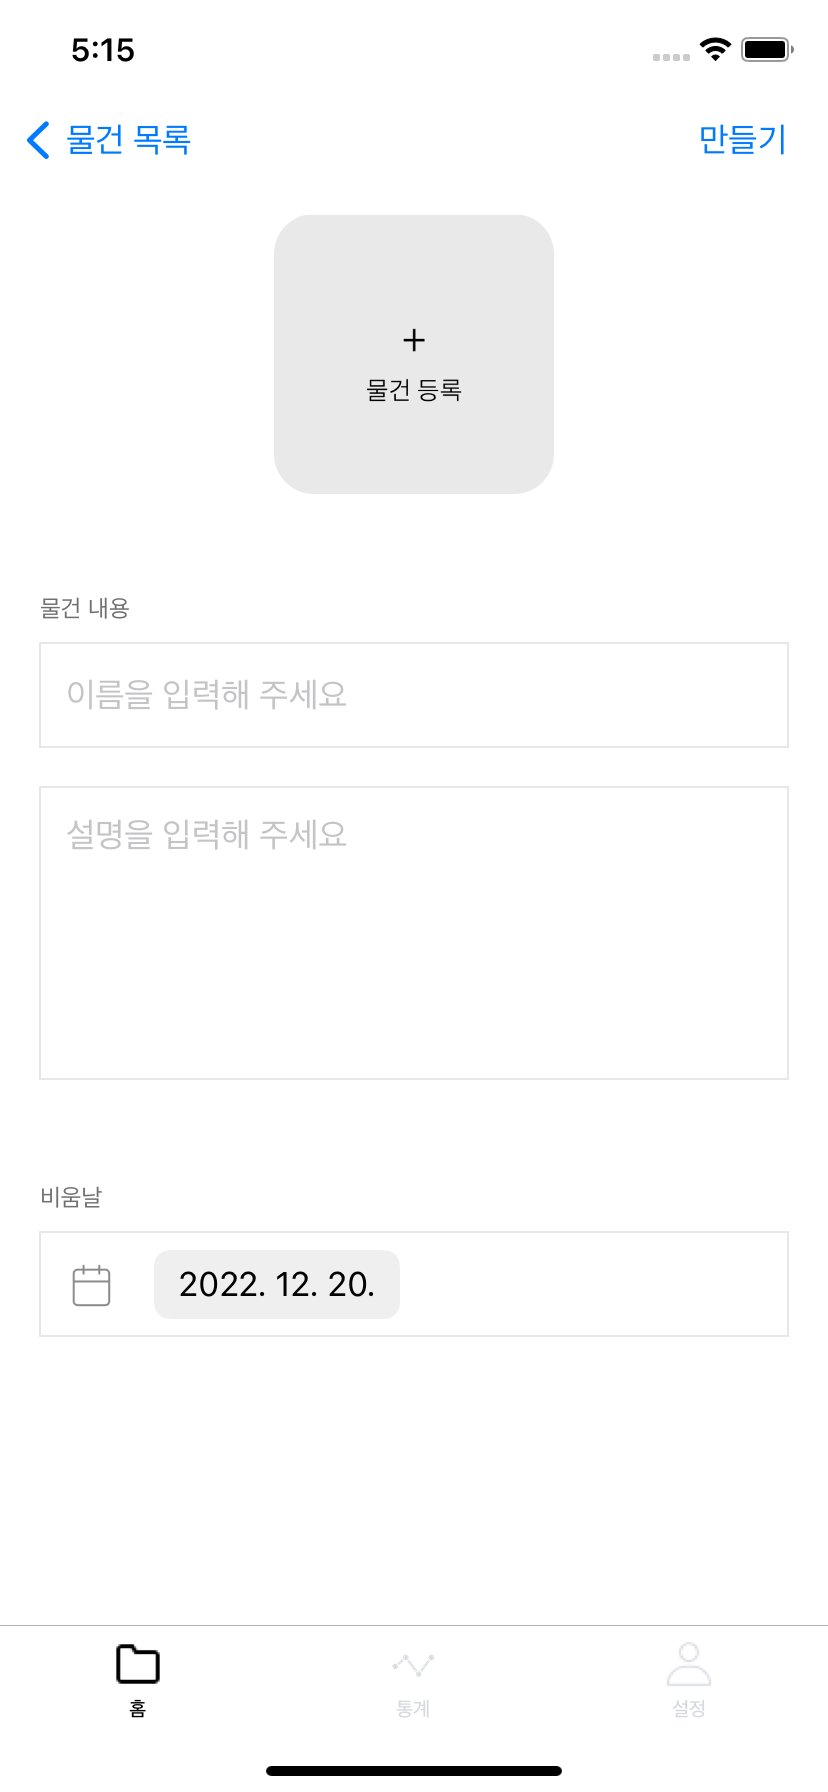 5:15
물건 목록
만들기
+
물건 등록
물건 내용
이름을 입력해 주세요
설명을 입력해 주세요
비움날
2022. 12. 20.
홈
통계
설정